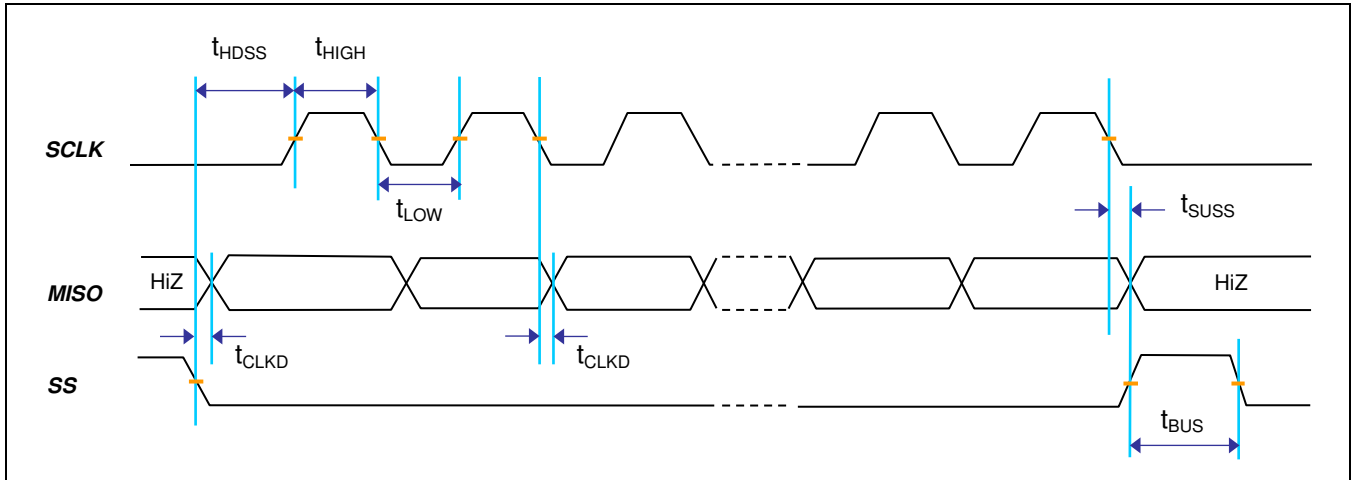 tHDSS
tHIGH
SCLK
tLOW
tSUSS
HiZ
HiZ
MISO
tCLKD
tCLKD
SS
tBUS